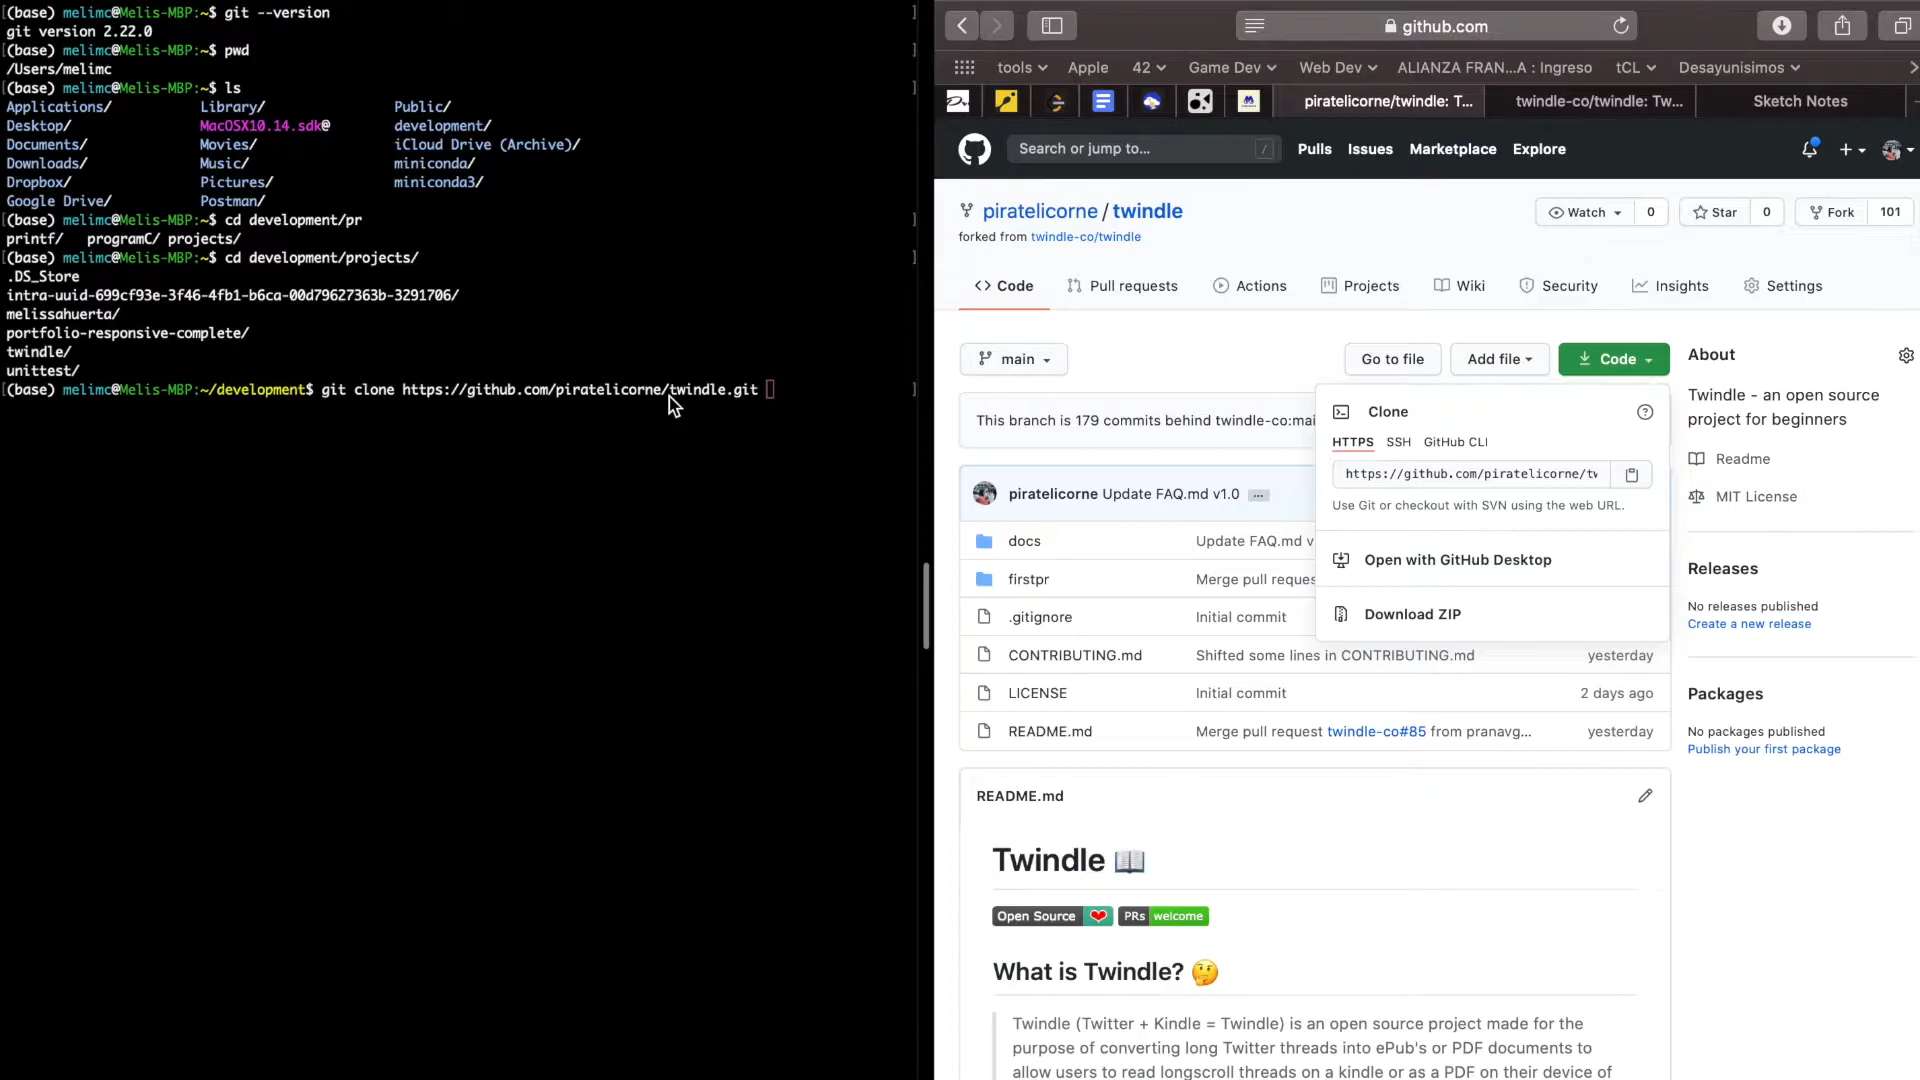 (base) melimc@Melis-MBP:~$ git --version
git version 2.22.0
(base) melimc@Melis-MBP:~$ pwd
/Users/melimc
(base) melimc@Melis-MBP:~$ ls
Applications/ Library/ Public/
Desktop/ MacOSX10.14.sdk@ development/
Documents/ Movies/ iCloud Drive (Archive)/
Downloads/ Music/ miniconda/
Dropbox/ Pictures/ miniconda3/
Google Drive/ Postman/
(base) melimc@Melis-MBP:~$ cd development/pr
printf/ programC/ projects/
(base) melimc@Melis-MBP:~$ cd development/projects/
.DS_Store
intra-uuid-699cf93e-3f46-4fb1-b6ca-00d79627363b-3291706/
melissahuerta/
portfolio-responsive-complete/
twindle/
unittest/
(base) melimc@Melis-MBP:~/development$ git clone https://github.com/piratelicorne/twindle.git
github.com
tools Apple 42 Game Dev Web Dev ALIANZA FRAN...A : Ingreso tCL Desayunisimos
piratelicorne/twindle: T... twindle-co/twindle: Tw... Sketch Notes
Search or jump to... / Pulls Issues Marketplace Explore
piratelicorne / twindle
Watch 0 Star 0 Fork 101
forked from twindle-co/twindle
Code Pull requests Actions Projects Wiki Security Insights Settings
main Go to file Add file Code
This branch is 179 commits behind twindle-co:mai
Clone
HTTPS SSH GitHub CLI
https://github.com/piratelicorne/tw
Use Git or checkout with SVN using the web URL.
Open with GitHub Desktop
Download ZIP
piratelicorne Update FAQ.md v1.0 ...
docs Update FAQ.md v
firstpr Merge pull reques
.gitignore Initial commit
CONTRIBUTING.md Shifted some lines in CONTRIBUTING.md yesterday
LICENSE Initial commit 2 days ago
README.md Merge pull request twindle-co#85 from pranavg... yesterday
About
Twindle - an open source
project for beginners
Readme
MIT License
Releases
No releases published
Create a new release
Packages
No packages published
Publish your first package
README.md
Twindle 📖
Open Source ❤ PRs welcome
What is Twindle? 🤔
Twindle (Twitter + Kindle = Twindle) is an open source project made for the
purpose of converting long Twitter threads into ePub's or PDF documents to
allow users to read longscroll threads on a kindle or as a PDF on their device of